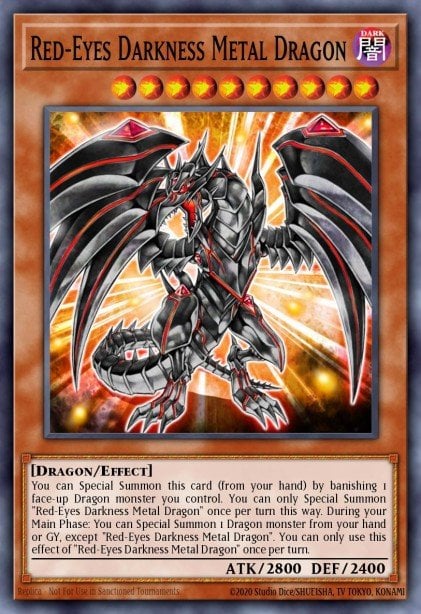 Red-Eyes Darkness Metal Dragon
DARK
闇
[Dragon/Effect]
You can Special Summon this card (from your hand) by banishing 1
face-up Dragon monster you control. You can only Special Summon
"Red-Eyes Darkness Metal Dragon" once per turn this way. During your
Main Phase: You can Special Summon 1 Dragon monster from your hand
or GY, except "Red-Eyes Darkness Metal Dragon". You can only use this
effect of "Red-Eyes Darkness Metal Dragon" once per turn.
ATK/2800 DEF/2400
Replica - Not For Use in Sanctioned Tournaments
©2020 Studio Dice/SHUEISHA, TV TOKYO, KONAMI